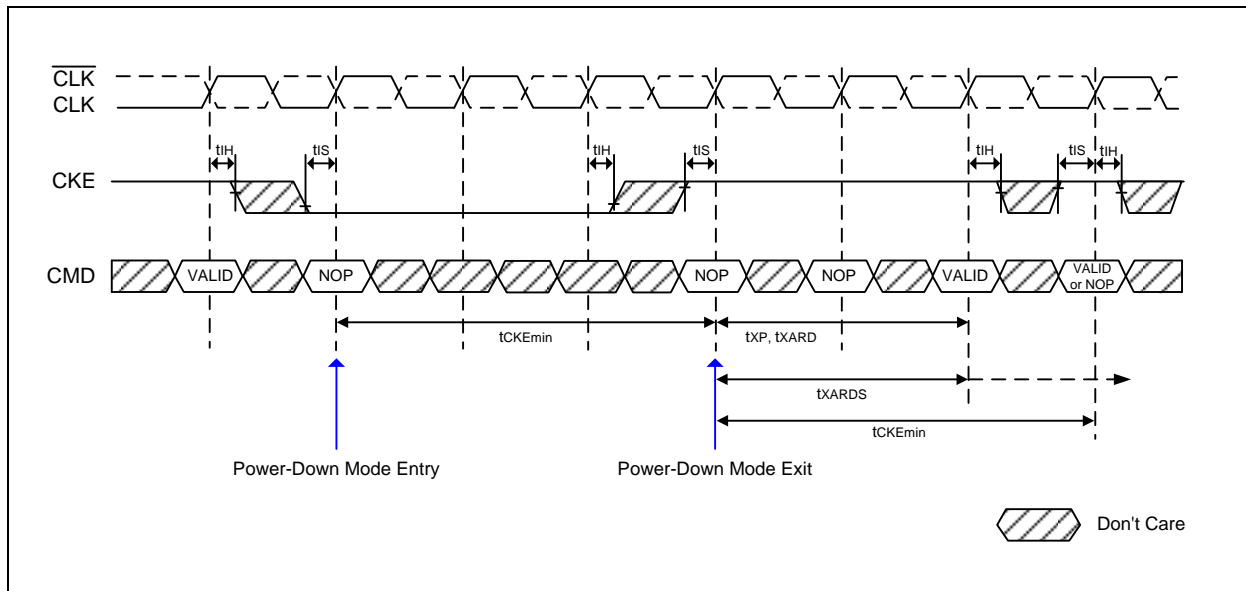 CLK
CLK
tIH
tIS
tIH
tIS
tIH
tIS
tIH
CKE
CMD
VALID
NOP
NOP
NOP
VALID
VALID
or NOP
tCKEmin
tXP, tXARD
tXARDS
tCKEmin
Power-Down Mode Entry
Power-Down Mode Exit
Don't Care